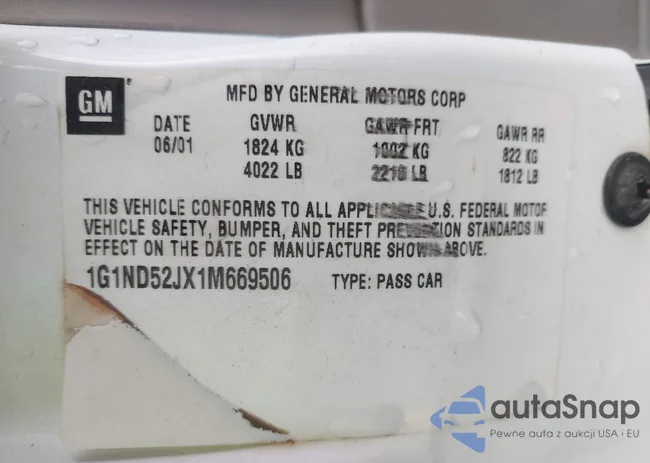 GM
MFD BY GENERAL MOTORS CORP
DATE GVWR GAWR FRT GAWR RR
06/01 1824 KG 1002 KG 822 KG
4022 LB 2210 LB 1812 LB
THIS VEHICLE CONFORMS TO ALL APPLICABLE U.S. FEDERAL MOTOR
VEHICLE SAFETY, BUMPER, AND THEFT PREVENTION STANDARDS IN
EFFECT ON THE DATE OF MANUFACTURE SHOWN ABOVE.
1G1ND52JX1M669506 TYPE: PASS CAR
autaSnap
Pewne auta z aukcji USA i EU